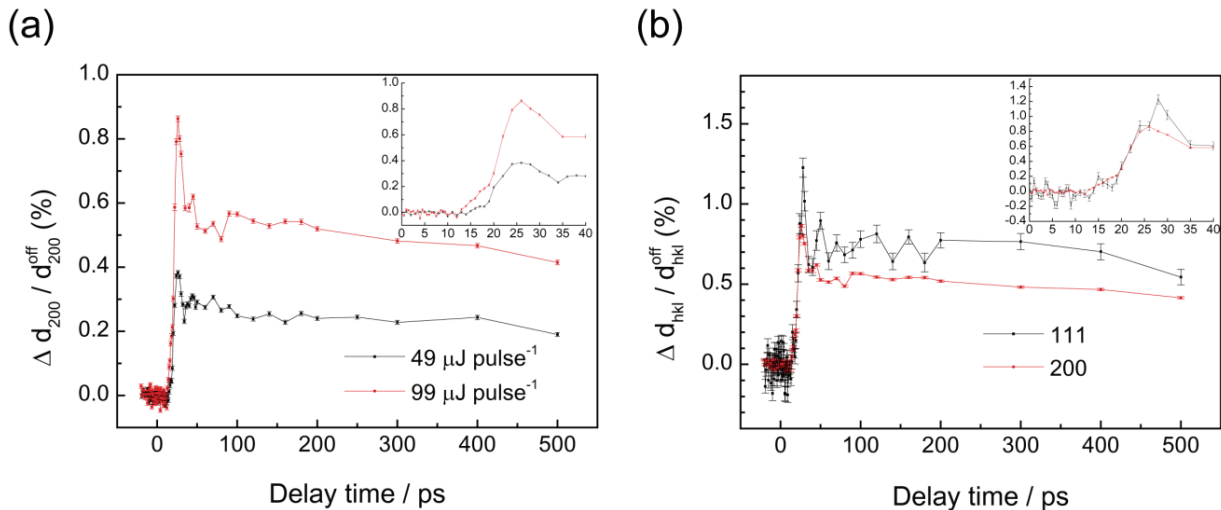 (a)
1.0
0.8
0.6
0.4
0.2
0.0
Δ d200 / d200off (%)
0 100 200 300 400 500
Delay time / ps
49 μJ pulse-1
99 μJ pulse-1
1.0
0.8
0.6
0.4
0.2
0.0
0 5 10 15 20 25 30 35 40
(b)
1.5
1.0
0.5
0.0
Δ dhkl / dhkloff (%)
0 100 200 300 400 500
Delay time / ps
111
200
1.4
1.2
1.0
0.8
0.6
0.4
0.2
0.0
-0.2
-0.4
0 5 10 15 20 25 30 35 40